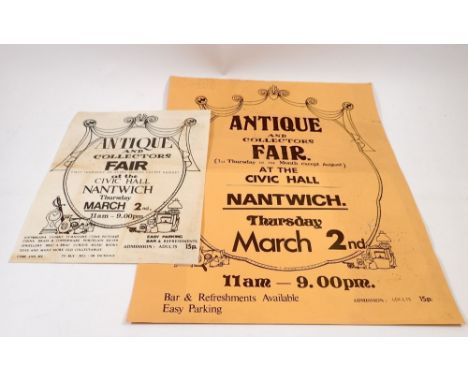 ANTIQUE
AND
COLLECTORS
FAIR
at the
CIVIC HALL
NANTWICH
Thursday
MARCH 2nd.
11am - 9.00pm.
EASY PARKING
BAR & REFRESHMENTS
ADMISSION: ADULTS 15p.
ANTIQUE
AND
COLLECTORS
FAIR.
(1st Thursday in the Month except August)
AT THE
CIVIC HALL
NANTWICH.
Thursday
March 2nd
11am – 9.00pm.
Bar & Refreshments Available
ADMISSION: ADULTS 15p.
Easy Parking